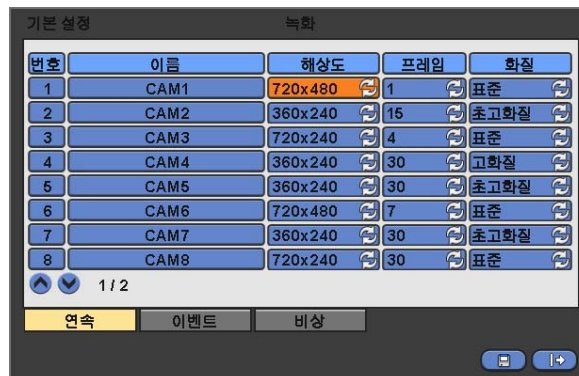 기본 설정 녹화
번호 이름 해상도 프레임 화질
1 CAM1 720x480 1 표준
2 CAM2 360x240 15 초고화질
3 CAM3 720x240 4 표준
4 CAM4 360x240 30 고화질
5 CAM5 360x240 30 초고화질
6 CAM6 720x480 7 표준
7 CAM7 360x240 30 초고화질
8 CAM8 720x240 30 표준
1 / 2
연속 이벤트 비상